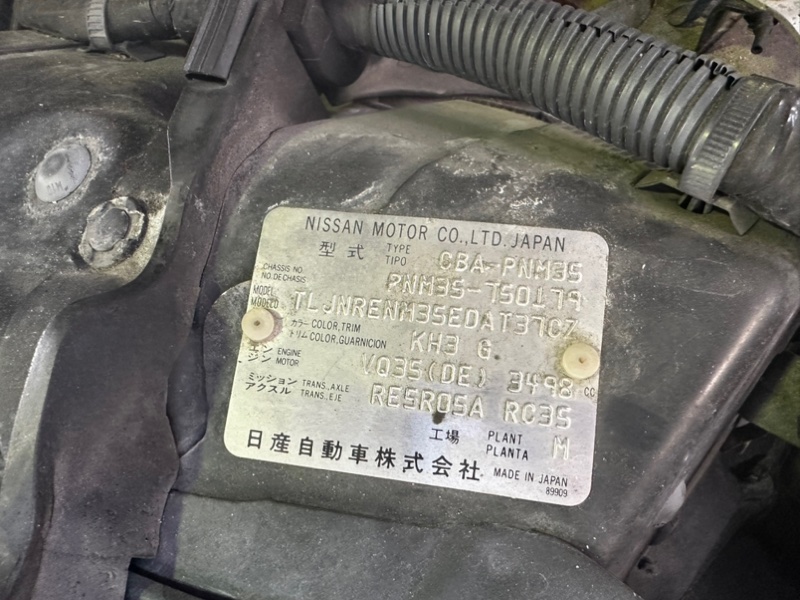 NISSAN MOTOR CO.,LTD. JAPAN
型式 TYPE TIPO CBA-PNM35
CHASSIS NO. NO. DE CHASIS PNM35-750179
MODEL MODELO TLJNRENM35EDAT37CZ
カラー COLOR, TRIM トリム COLOR, GUARNICION KH3 G
エンジン ENGINE MOTOR VQ35(DE) 3498 CC
ミッション アクスル TRANS., AXLE TRANS., EJE RE5R05A RC35
工場 PLANT PLANTA M
日産自動車株式会社 MADE IN JAPAN
89909